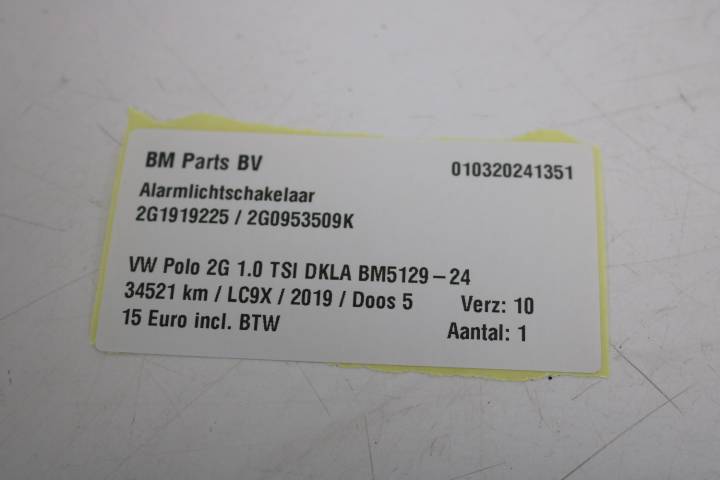 BM Parts BV 010320241351
Alarmlichtschakelaar
2G1919225 / 2G0953509K
VW Polo 2G 1.0 TSI DKLA BM5129-24
34521 km / LC9X / 2019 / Doos 5 Verz: 10
15 Euro incl. BTW Aantal: 1